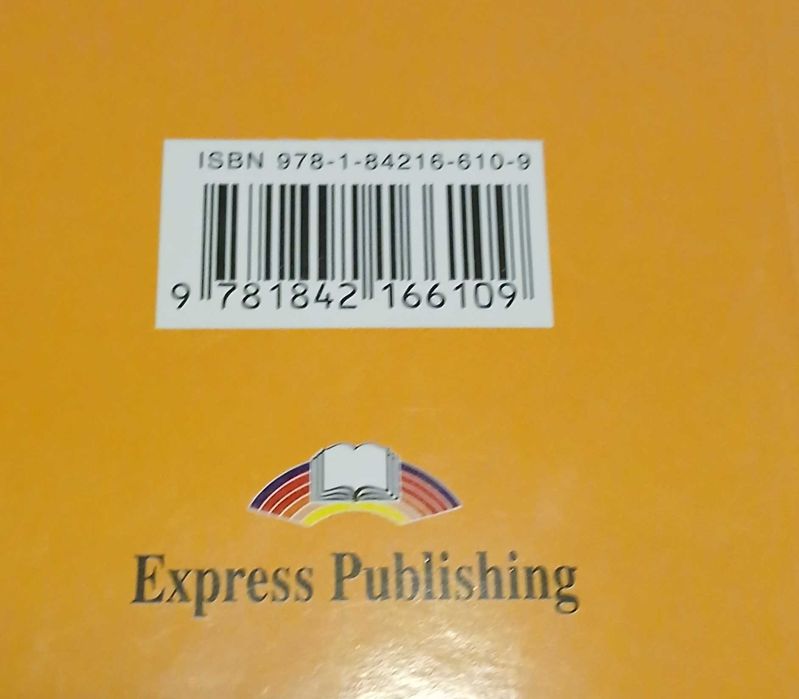 ISBN 978-1-84216-610-9
9 781842 166109
Express Publishing